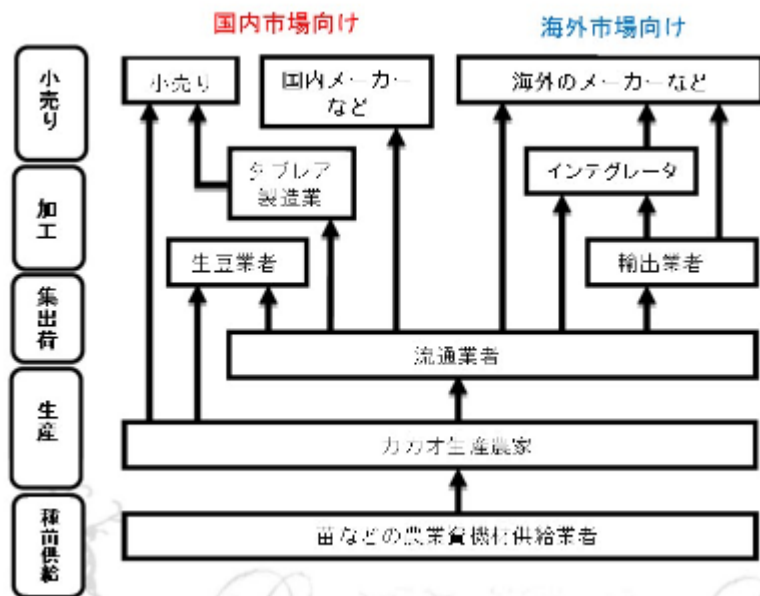 国内市場向け
海外市場向け
小売り
小売り
国内メーカー
など
海外のメーカーなど
加工
タブレア
製造業
インテグレータ
生豆業者
輸出業者
集出荷
流通業者
生産
カカオ生産農家
種苗供給
苗などの農業資機材供給業者